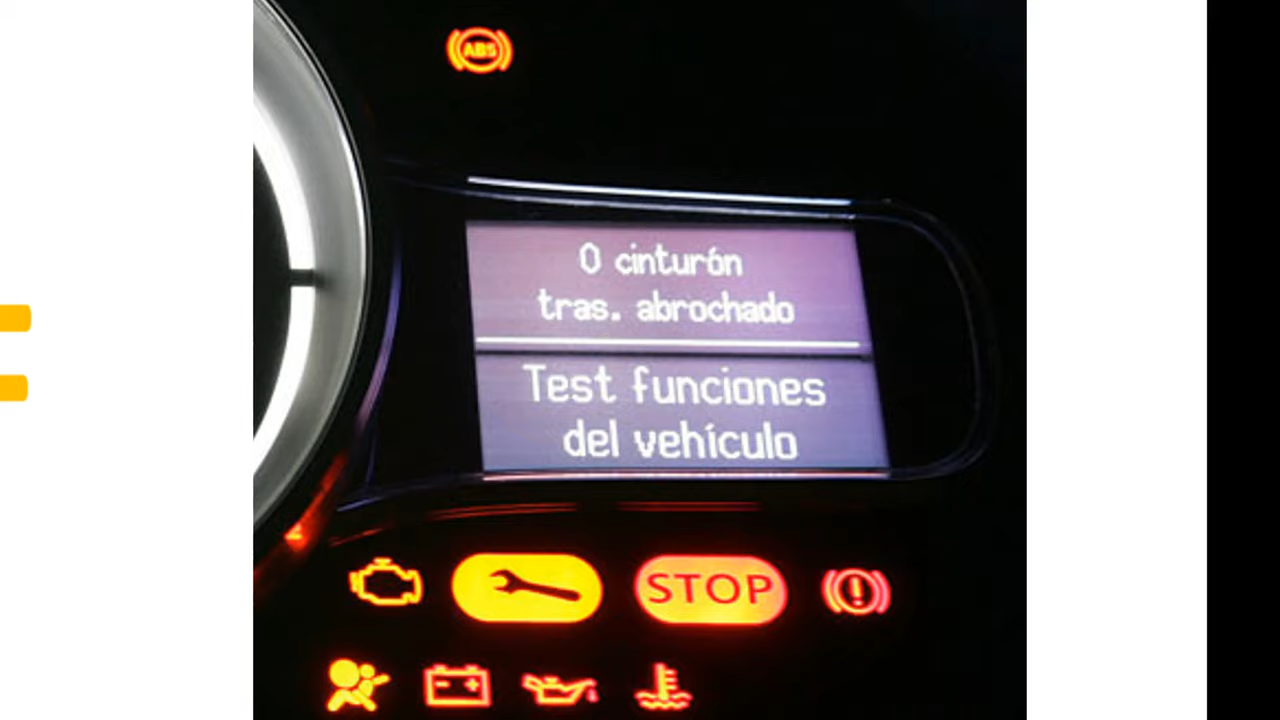 ABS
0 cinturón
tras. abrochado
Test funciones
del vehículo
STOP